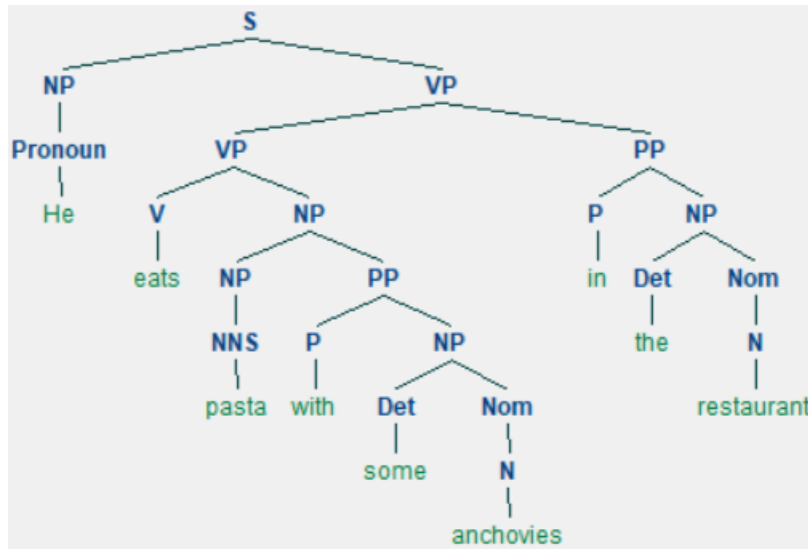 S
NP VP
Pronoun VP PP
He V NP P NP
eats NP PP in Det Nom
NNS P NP the N
pasta with Det Nom restaurant
some N
anchovies